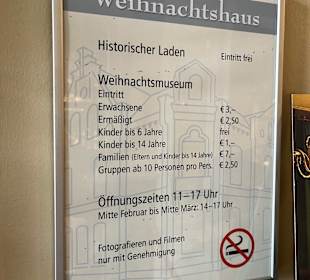 Weihnachtshaus
Historischer Laden Eintritt frei
Weihnachtsmuseum
Eintritt
Erwachsene € 3,–
Ermäßigt € 2,50
Kinder bis 6 Jahre frei
Kinder bis 14 Jahre € 1,–
Familien (Eltern und Kinder bis 14 Jahre) € 7,–
Gruppen ab 10 Personen pro Pers. € 2,50
Öffnungszeiten 11–17 Uhr
Mitte Februar bis Mitte März: 14–17 Uhr
Fotografieren und Filmen
nur mit Genehmigung